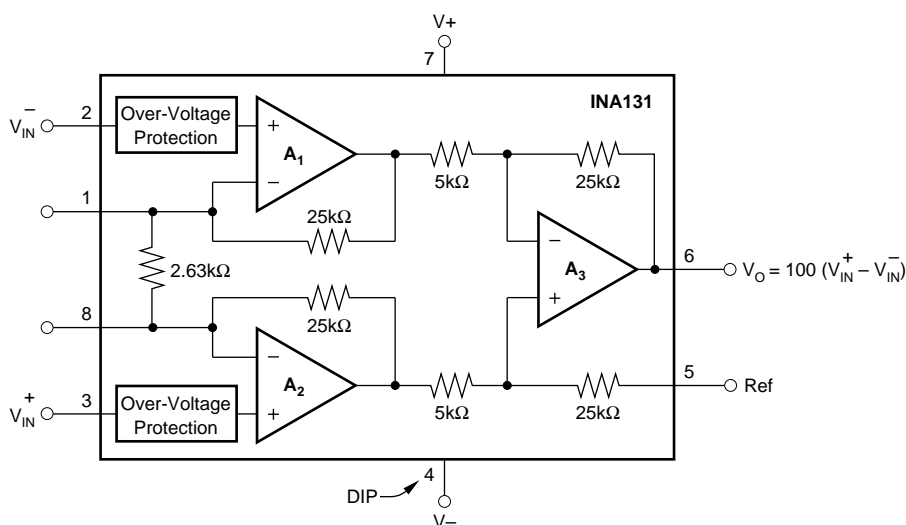 V+
7
INA131
V⁻IN
2
Over-Voltage
Protection
+
A1
−
5kΩ
25kΩ
1
25kΩ
2.63kΩ
−
A3
+
6
VO = 100 (V⁺IN − V⁻IN)
8
25kΩ
−
A2
+
5kΩ
25kΩ
5
Ref
V⁺IN
3
Over-Voltage
Protection
DIP
4
V−